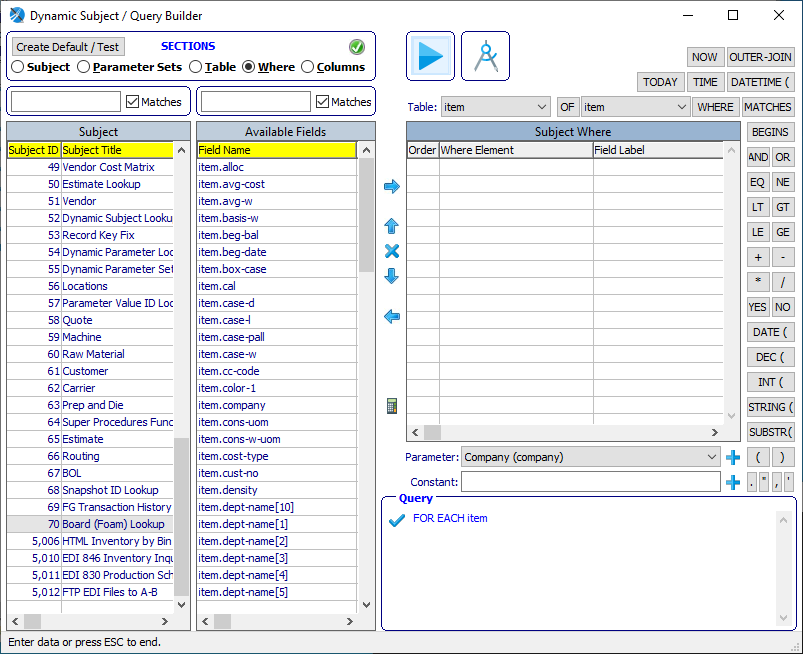 Dynamic Subject / Query Builder
Create Default / Test SECTIONS
Subject Parameter Sets Table Where Columns
Matches Matches
NOW OUTER-JOIN
TODAY TIME DATETIME (
Table: item OF item WHERE MATCHES
Subject Available Fields Subject Where BEGINS
Subject ID Subject Title Field Name Order Where Element Field Label
49 Vendor Cost Matrix item.alloc AND OR
50 Estimate Lookup item.avg-cost EQ NE
51 Vendor item.avg-w
52 Dynamic Subject Looku item.basis-w LT GT
53 Record Key Fix item.beg-bal LE GE
54 Dynamic Parameter Loo item.beg-date + -
55 Dynamic Parameter Set item.box-case
56 Locations item.cal * /
57 Parameter Value ID Loo item.case-d YES NO
58 Quote item.case-l
59 Machine item.case-pall DATE (
60 Raw Material item.case-w DEC (
61 Customer item.cc-code
62 Carrier item.color-1 INT (
63 Prep and Die item.company STRING (
64 Super Procedures Func item.cons-uom
65 Estimate item.cons-w-uom SUBSTR(
66 Routing item.cost-type Parameter: Company (company) ( )
67 BOL item.cust-no
68 Snapshot ID Lookup item.density Constant: . " , '
69 FG Transaction History item.dept-name[10] Query
70 Board (Foam) Lookup item.dept-name[1] FOR EACH item
5,006 HTML Inventory by Bin item.dept-name[2]
5,010 EDI 846 Inventory Inqu item.dept-name[3]
5,011 EDI 830 Production Sch item.dept-name[4]
5,012 FTP EDI Files to A-B item.dept-name[5]
Enter data or press ESC to end.